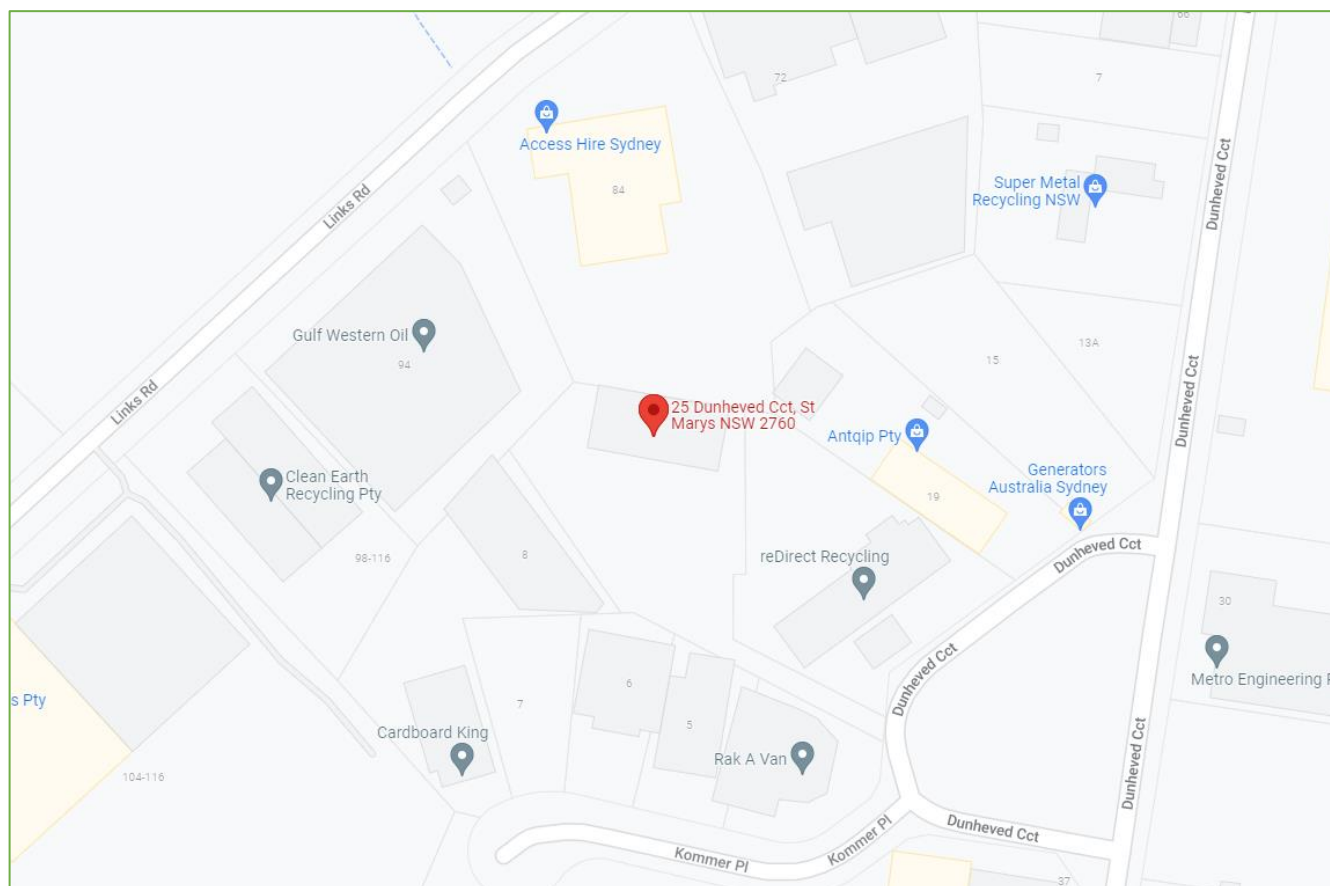 66
72
7
Access Hire Sydney
84
Dunheved Cct
Super Metal
Recycling NSW
Links Rd
Gulf Western Oil
94
15
13A
Dunheved Cct
Links Rd
25 Dunheved Cct, St
Marys NSW 2760
Antqip Pty
Generators
Australia Sydney
Clean Earth
Recycling Pty
19
98-116
8
reDirect Recycling
Dunheved Cct
30
Dunheved Cct
Metro Engineering
s Pty
6
7
5
Cardboard King
Rak A Van
104-116
Dunheved Cct
Dunheved Cct
Kommer Pl
Kommer Pl
37